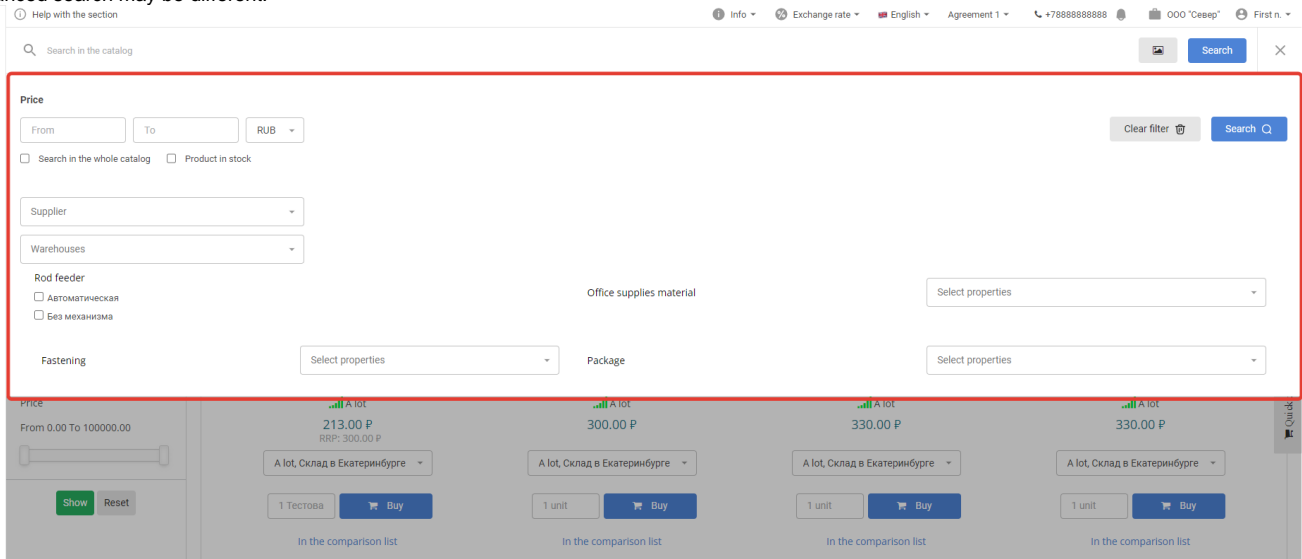 search may be different.
Help with the section Info Exchange rate English Agreement 1 +78888888888 ООО "Север" First n.
Search in the catalog Search
Price
From To RUB Clear filter Search
Search in the whole catalog Product in stock
Supplier
Warehouses
Rod feeder
Автоматическая
Без механизма
Office supplies material Select properties
Fastening Select properties Package Select properties
Price A lot A lot A lot A lot
From 0.00 To 100000.00 213.00 ₽ 300.00 ₽ 330.00 ₽ 330.00 ₽
RRP: 300.00 ₽
A lot, Склад в Екатеринбурге A lot, Склад в Екатеринбурге A lot, Склад в Екатеринбурге A lot, Склад в Екатеринбурге
Show Reset 1 Тестова Buy 1 unit Buy 1 unit Buy 1 unit Buy
In the comparison list In the comparison list In the comparison list In the comparison list